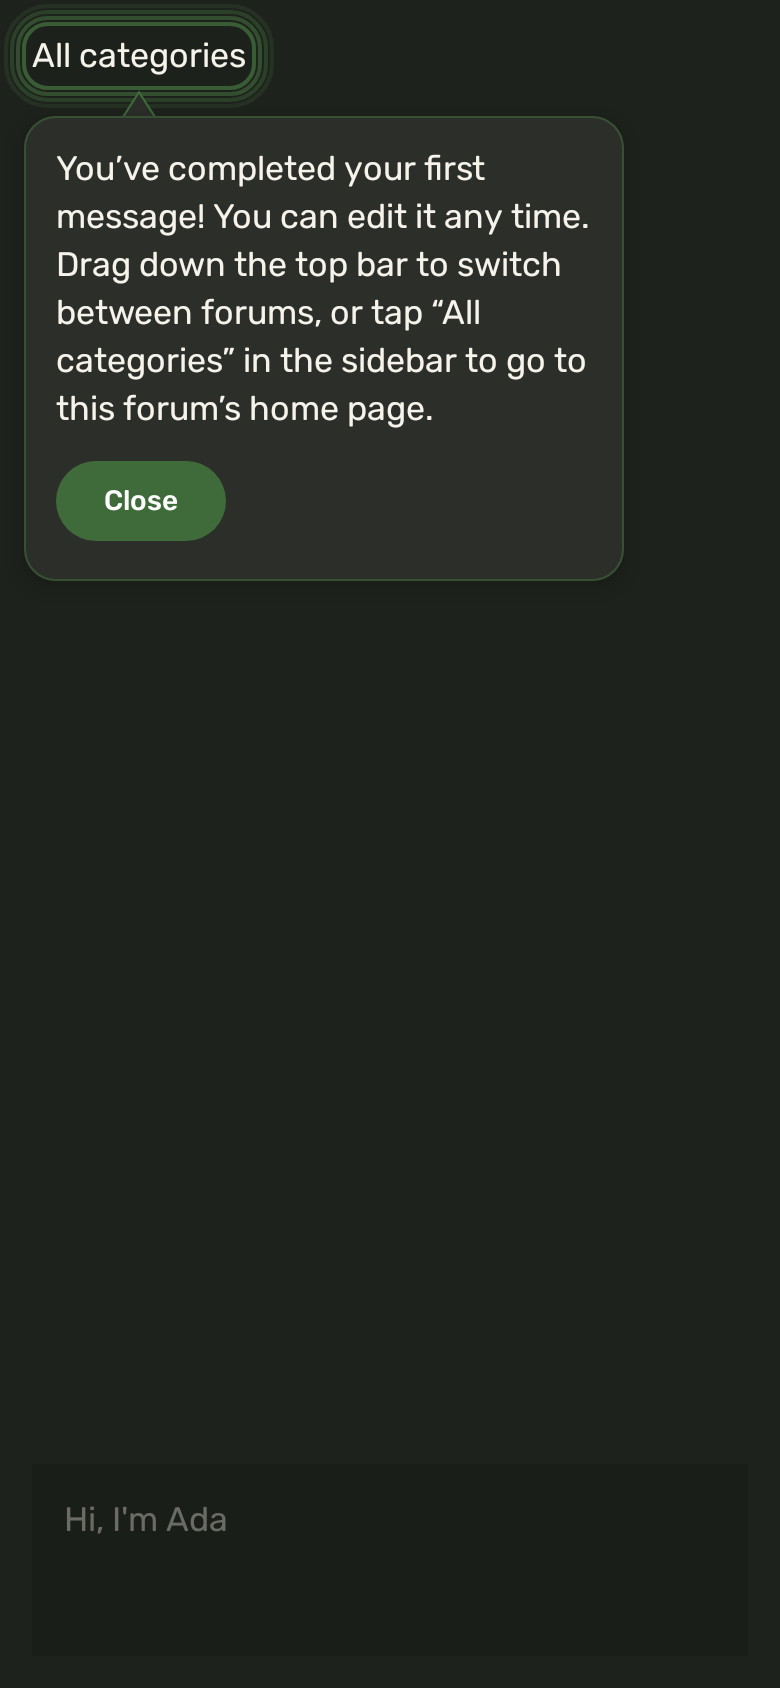 All categories
You’ve completed your first
message! You can edit it any time.
Drag down the top bar to switch
between forums, or tap “All
categories” in the sidebar to go to
this forum’s home page.
Close
Hi, I'm Ada